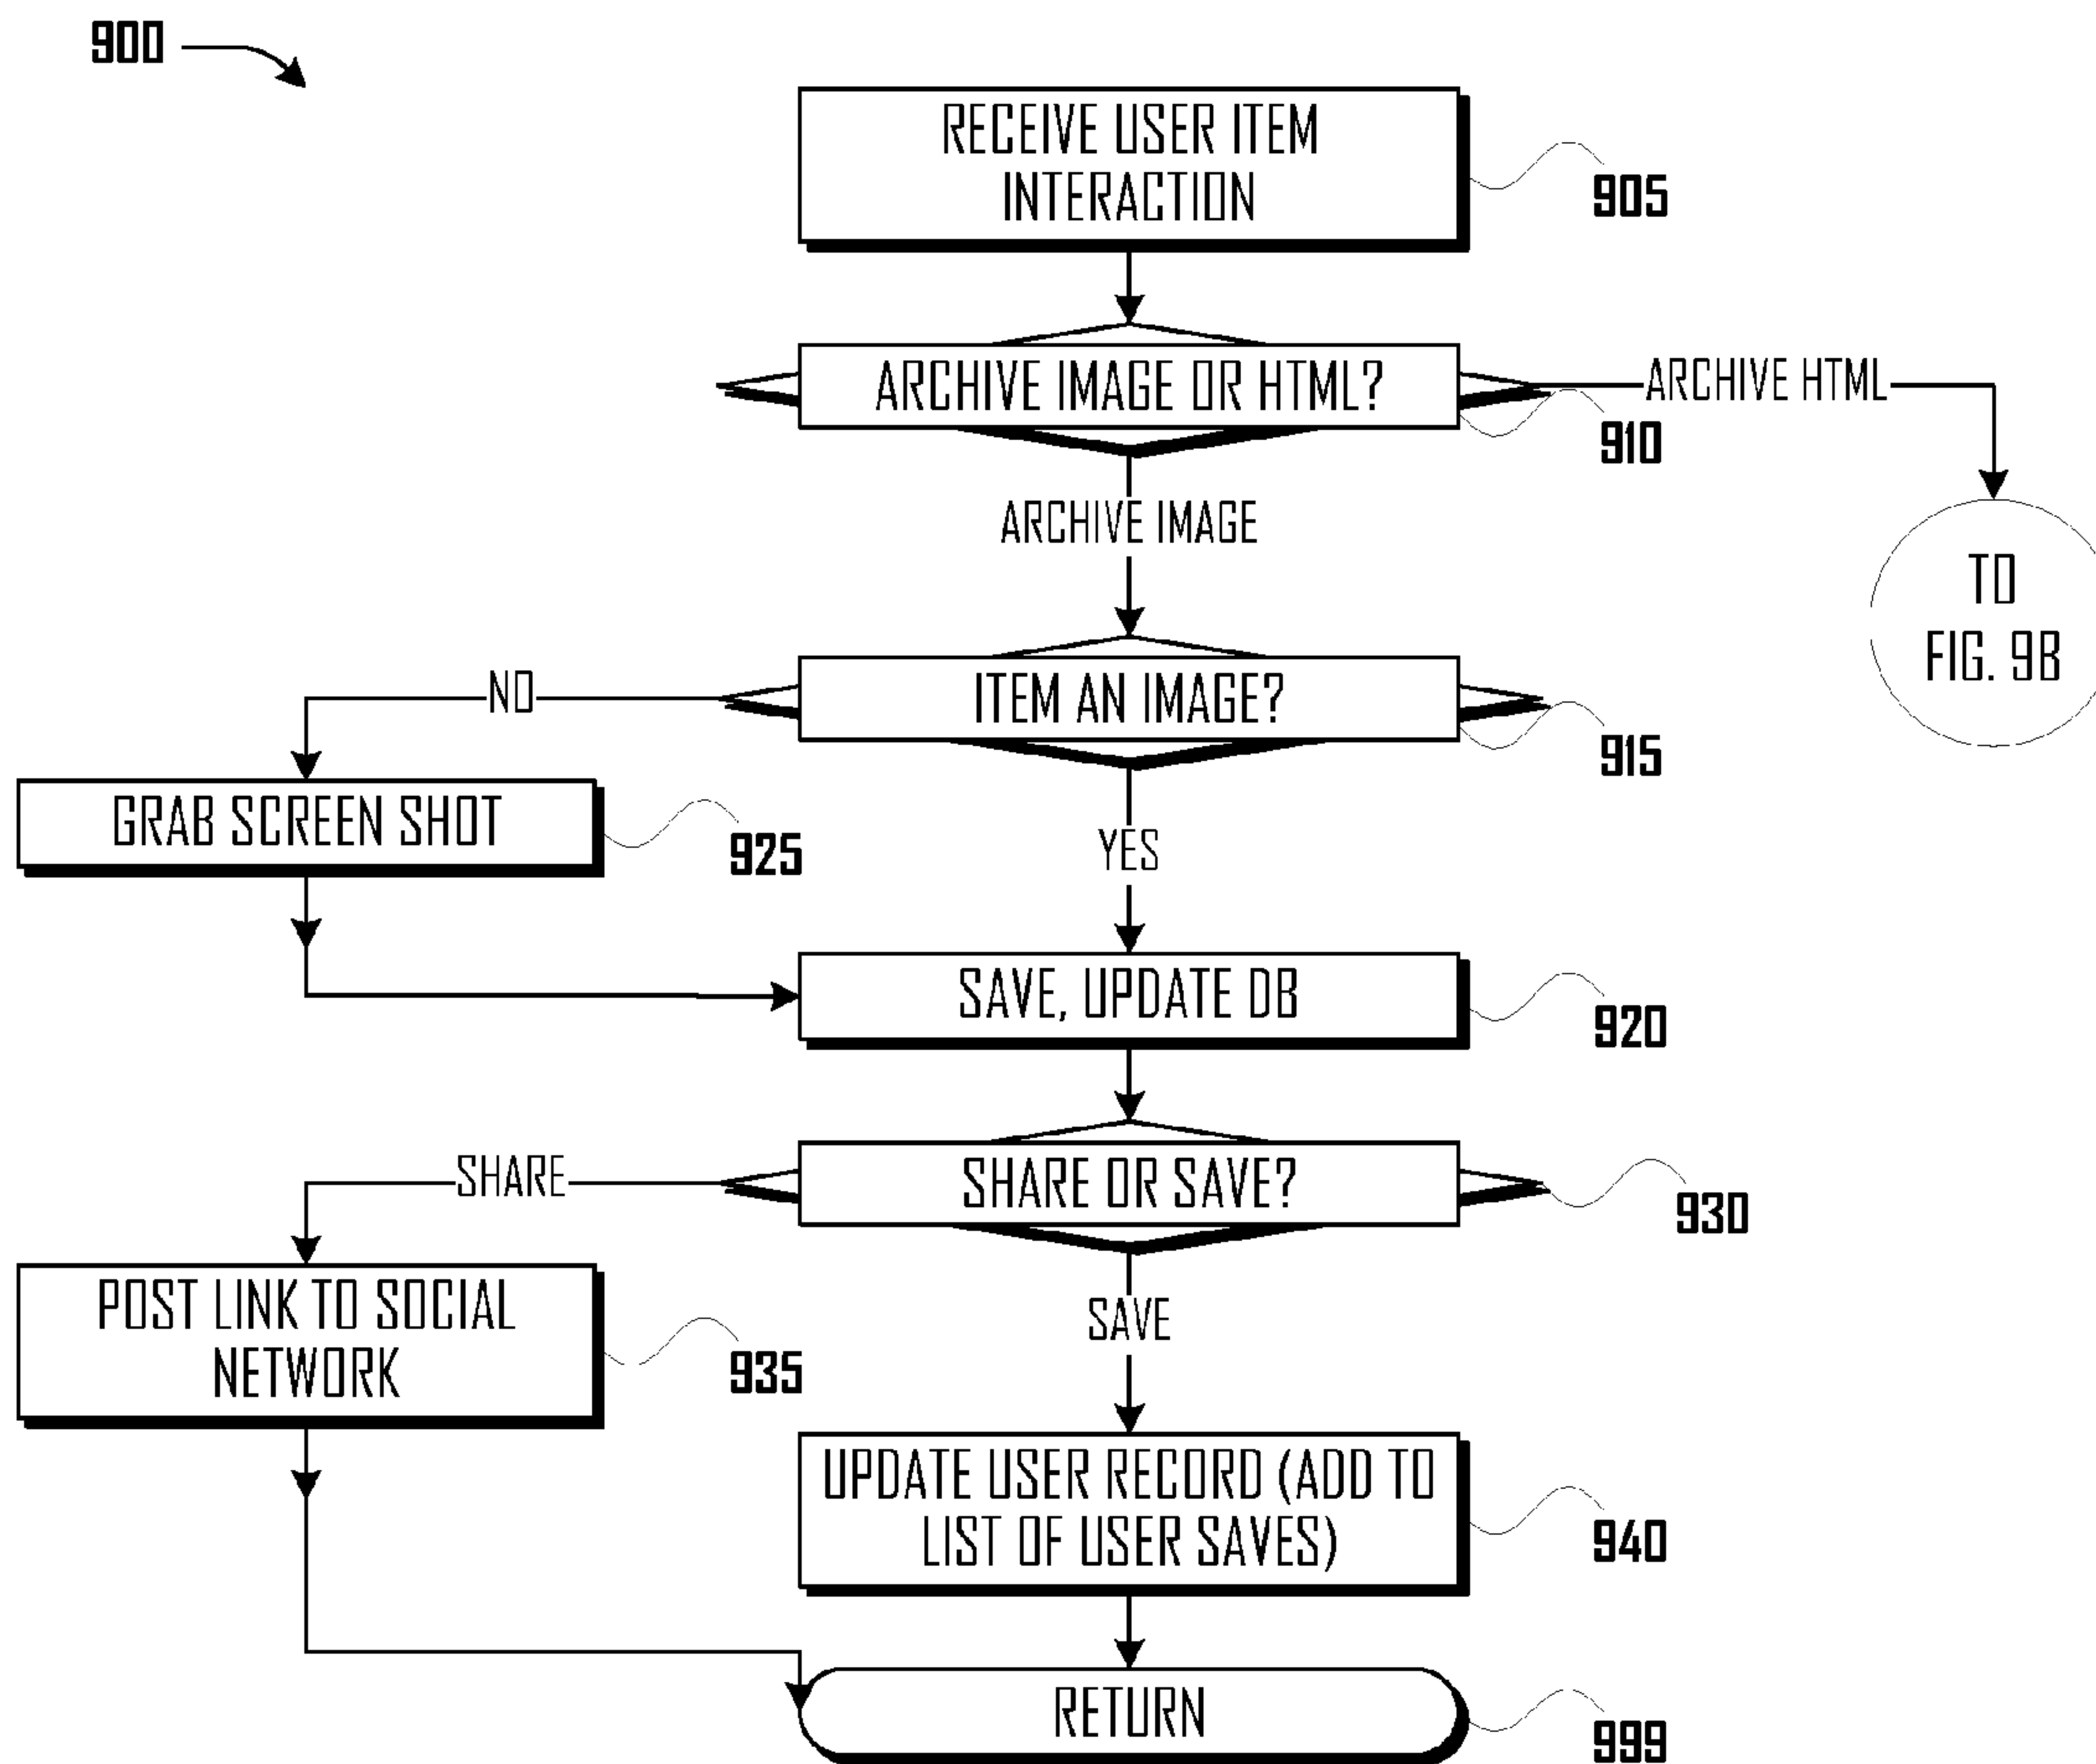 900
RECEIVE USER ITEM
INTERACTION
905
ARCHIVE IMAGE OR HTML?
ARCHIVE HTML
910
ARCHIVE IMAGE
TO
FIG. 9B
NO
ITEM AN IMAGE?
915
GRAB SCREEN SHOT
925
YES
SAVE, UPDATE DB
920
SHARE
SHARE OR SAVE?
930
POST LINK TO SOCIAL
NETWORK
935
SAVE
UPDATE USER RECORD (ADD TO
LIST OF USER SAVES)
940
RETURN
999